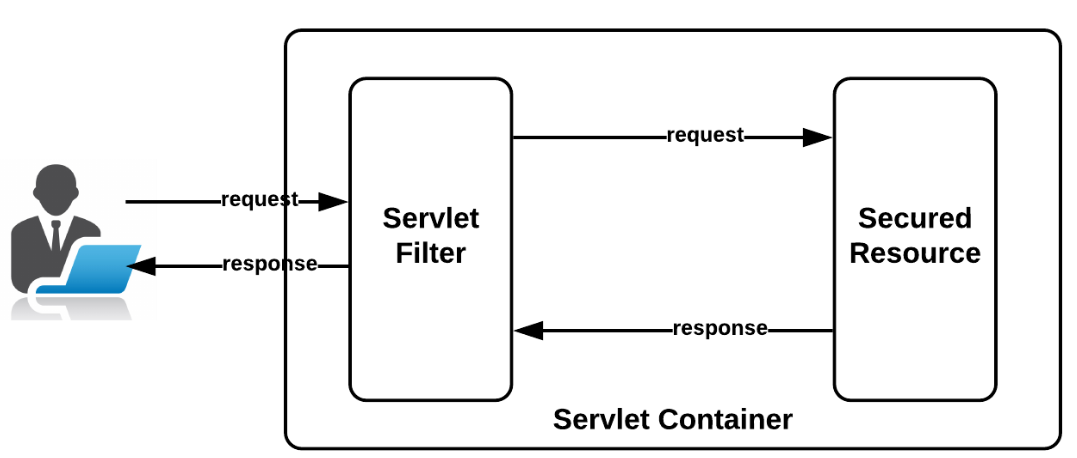 request
response
Servlet
Filter
request
response
Secured
Resource
Servlet Container